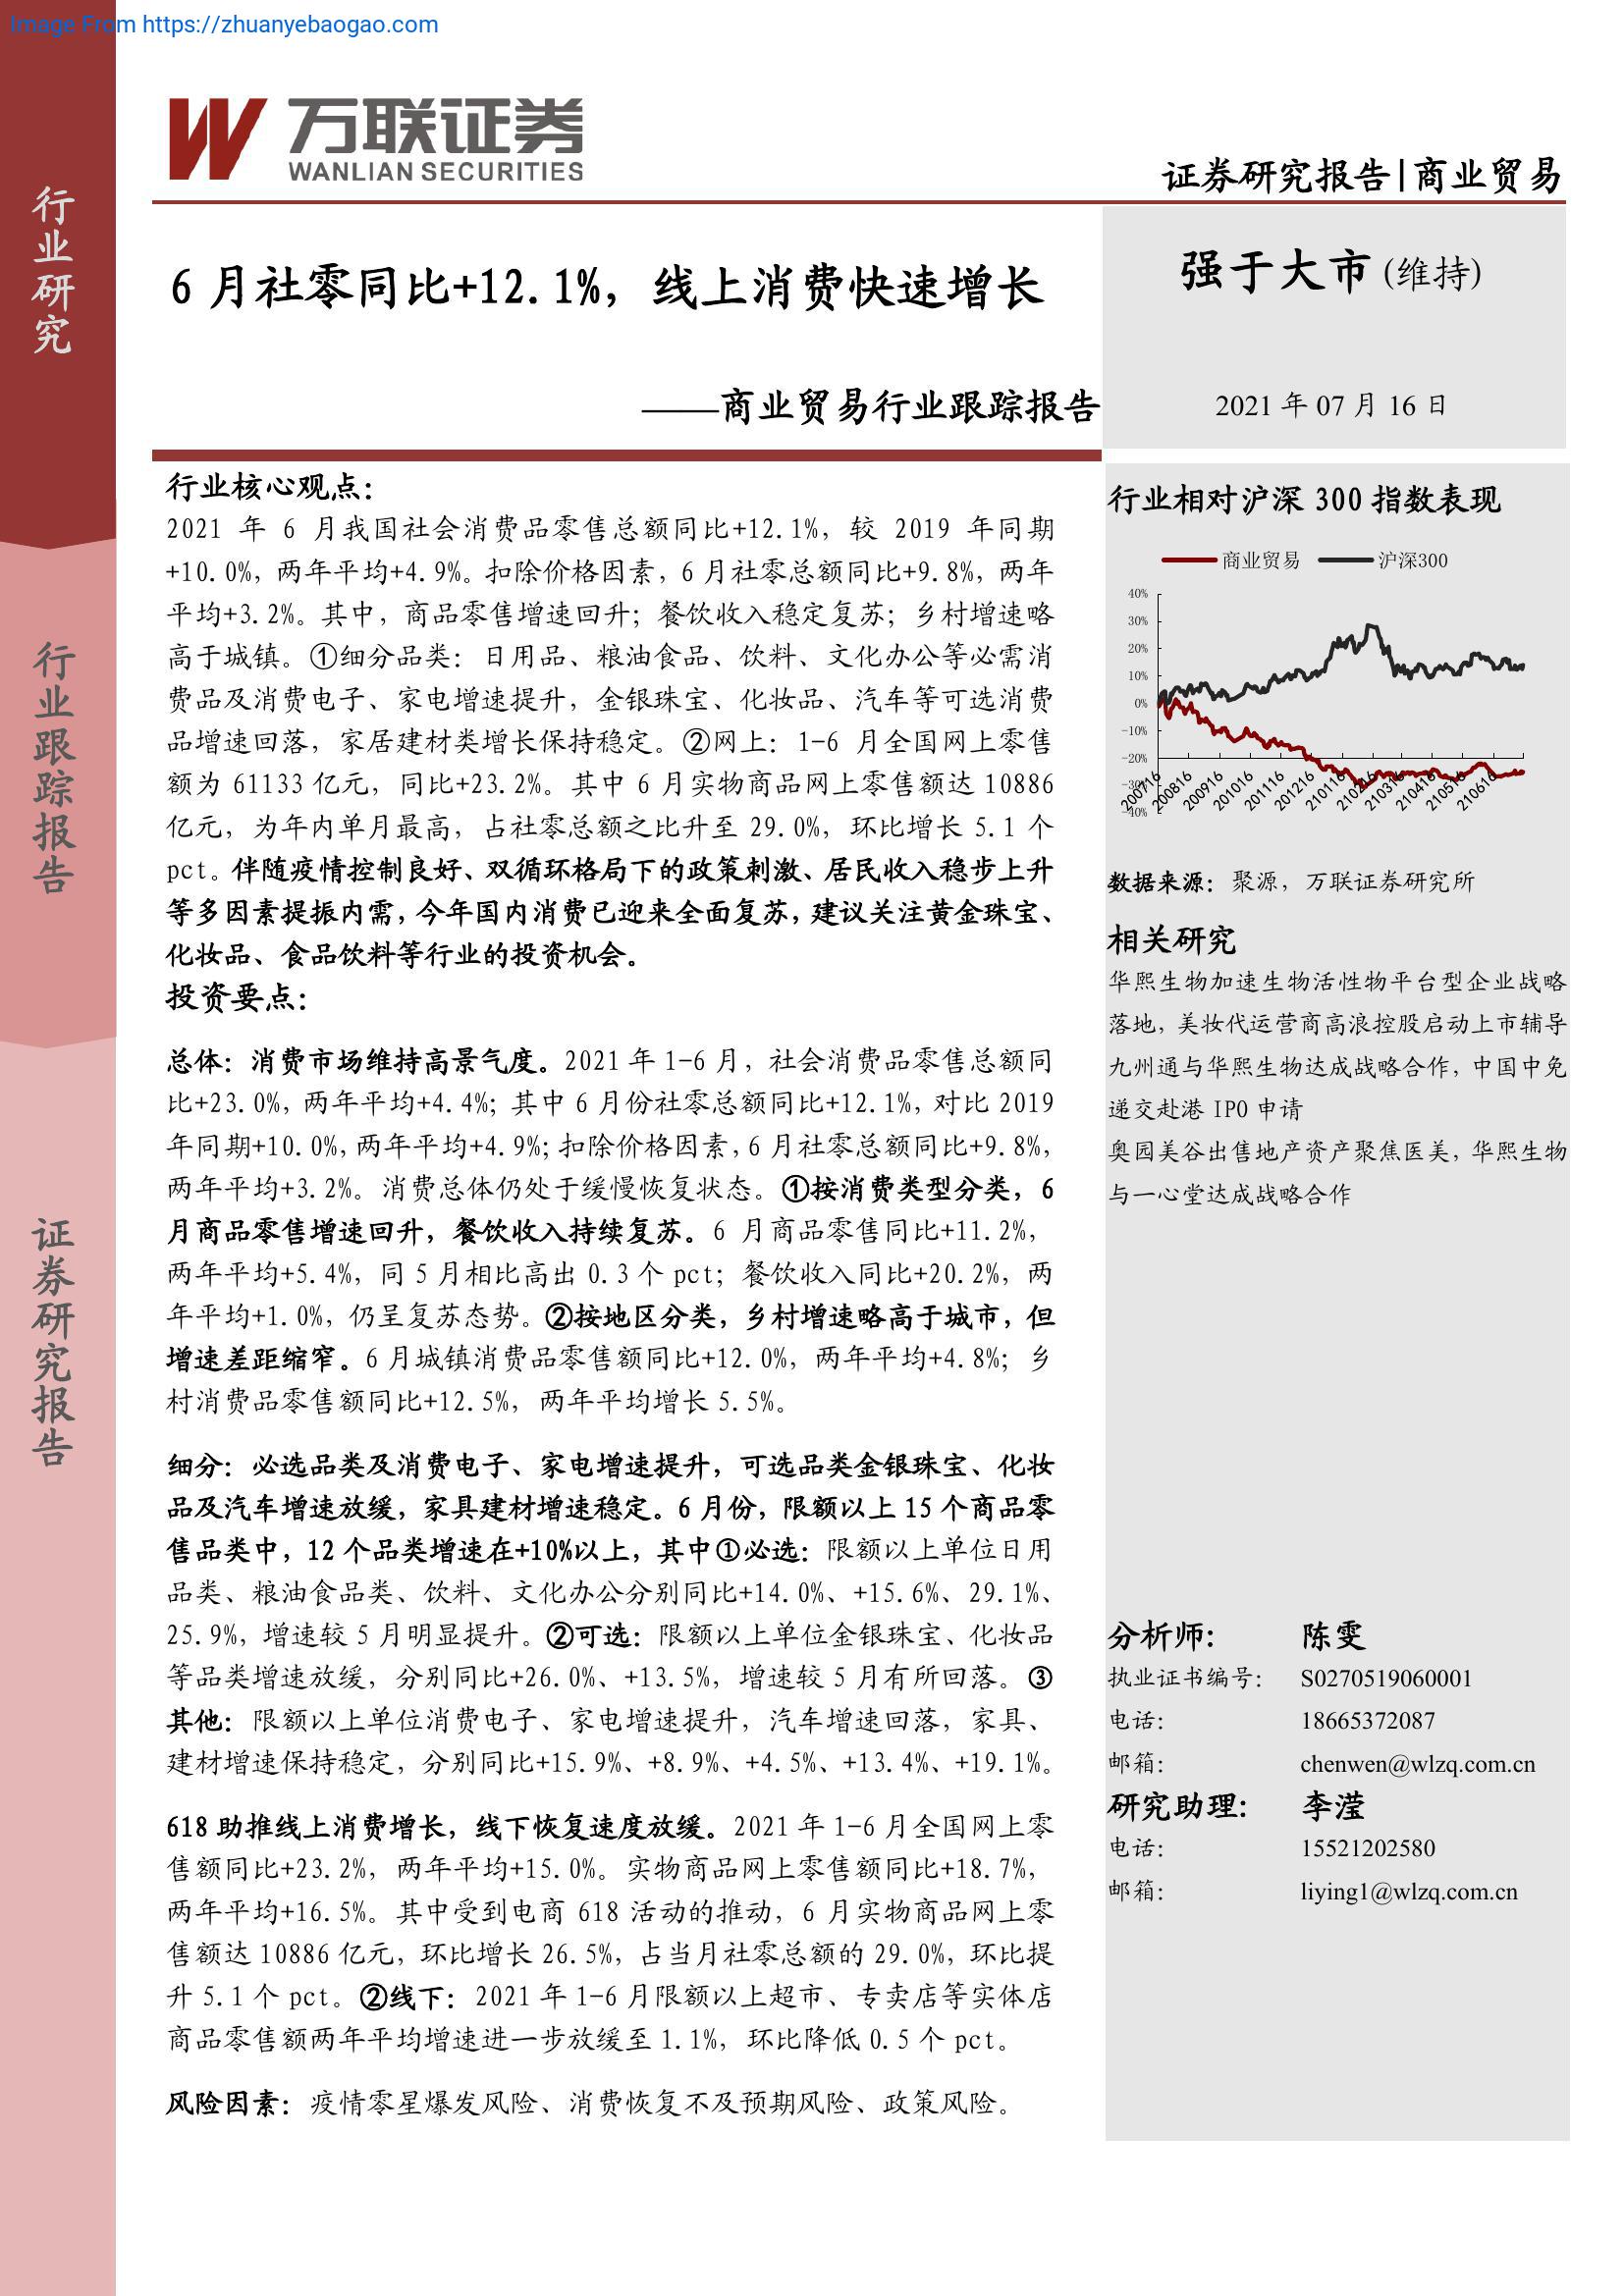 Image From https://zhuanyebaogao.com
万联证券
WANLIAN SECURITIES
证券研究报告|商业贸易
行业研究
行业跟踪报告
证券研究报告
6 月社零同比+12.1%，线上消费快速增长
——商业贸易行业跟踪报告
强于大市(维持)
2021 年 07 月 16 日
行业核心观点：
2021 年 6 月我国社会消费品零售总额同比+12.1%，较 2019 年同期
+10.0%，两年平均+4.9%。扣除价格因素，6 月社零总额同比+9.8%，两年
平均+3.2%。其中，商品零售增速回升；餐饮收入稳定复苏；乡村增速略
高于城镇。①细分品类：日用品、粮油食品、饮料、文化办公等必需消
费品及消费电子、家电增速提升，金银珠宝、化妆品、汽车等可选消费
品增速回落，家居建材类增长保持稳定。②网上：1-6 月全国网上零售
额为 61133 亿元，同比+23.2%。其中 6 月实物商品网上零售额达 10886
亿元，为年内单月最高，占社零总额之比升至 29.0%，环比增长 5.1 个
pct。伴随疫情控制良好、双循环格局下的政策刺激、居民收入稳步上升
等多因素提振内需，今年国内消费已迎来全面复苏，建议关注黄金珠宝、
化妆品、食品饮料等行业的投资机会。
投资要点：
总体：消费市场维持高景气度。2021 年 1-6 月，社会消费品零售总额同
比+23.0%，两年平均+4.4%；其中 6 月份社零总额同比+12.1%，对比 2019
年同期+10.0%，两年平均+4.9%；扣除价格因素，6 月社零总额同比+9.8%，
两年平均+3.2%。消费总体仍处于缓慢恢复状态。①按消费类型分类，6
月商品零售增速回升，餐饮收入持续复苏。6 月商品零售同比+11.2%，
两年平均+5.4%，同 5 月相比高出 0.3 个 pct；餐饮收入同比+20.2%，两
年平均+1.0%，仍呈复苏态势。②按地区分类，乡村增速略高于城市，但
增速差距缩窄。6 月城镇消费品零售额同比+12.0%，两年平均+4.8%；乡
村消费品零售额同比+12.5%，两年平均增长 5.5%。
细分：必选品类及消费电子、家电增速提升，可选品类金银珠宝、化妆
品及汽车增速放缓，家具建材增速稳定。6 月份，限额以上 15 个商品零
售品类中，12 个品类增速在+10%以上，其中①必选：限额以上单位日用
品类、粮油食品类、饮料、文化办公分别同比+14.0%、+15.6%、29.1%、
25.9%，增速较 5 月明显提升。②可选：限额以上单位金银珠宝、化妆品
等品类增速放缓，分别同比+26.0%、+13.5%，增速较 5 月有所回落。③
其他：限额以上单位消费电子、家电增速提升，汽车增速回落，家具、
建材增速保持稳定，分别同比+15.9%、+8.9%、+4.5%、+13.4%、+19.1%。
618 助推线上消费增长，线下恢复速度放缓。2021 年 1-6 月全国网上零
售额同比+23.2%，两年平均+15.0%。实物商品网上零售额同比+18.7%，
两年平均+16.5%。其中受到电商 618 活动的推动，6 月实物商品网上零
售额达 10886 亿元，环比增长 26.5%，占当月社零总额的 29.0%，环比提
升 5.1 个 pct。②线下：2021 年 1-6 月限额以上超市、专卖店等实体店
商品零售额两年平均增速进一步放缓至 1.1%，环比降低 0.5 个 pct。
风险因素：疫情零星爆发风险、消费恢复不及预期风险、政策风险。
行业相对沪深 300 指数表现
商业贸易 沪深300
40%
30%
20%
10%
0%
-10%
-20%
-30%
-40%
200716 200816 200916 201016 201116 201216 210116 210216 210316 210416 210516 210616
数据来源：聚源，万联证券研究所
相关研究
华熙生物加速生物活性物平台型企业战略
落地，美妆代运营商高浪控股启动上市辅导
九州通与华熙生物达成战略合作，中国中免
递交赴港 IPO 申请
奥园美谷出售地产资产聚焦医美，华熙生物
与一心堂达成战略合作
分析师： 陈雯
执业证书编号： S0270519060001
电话： 18665372087
邮箱： chenwen@wlzq.com.cn
研究助理： 李滢
电话： 15521202580
邮箱： liying1@wlzq.com.cn